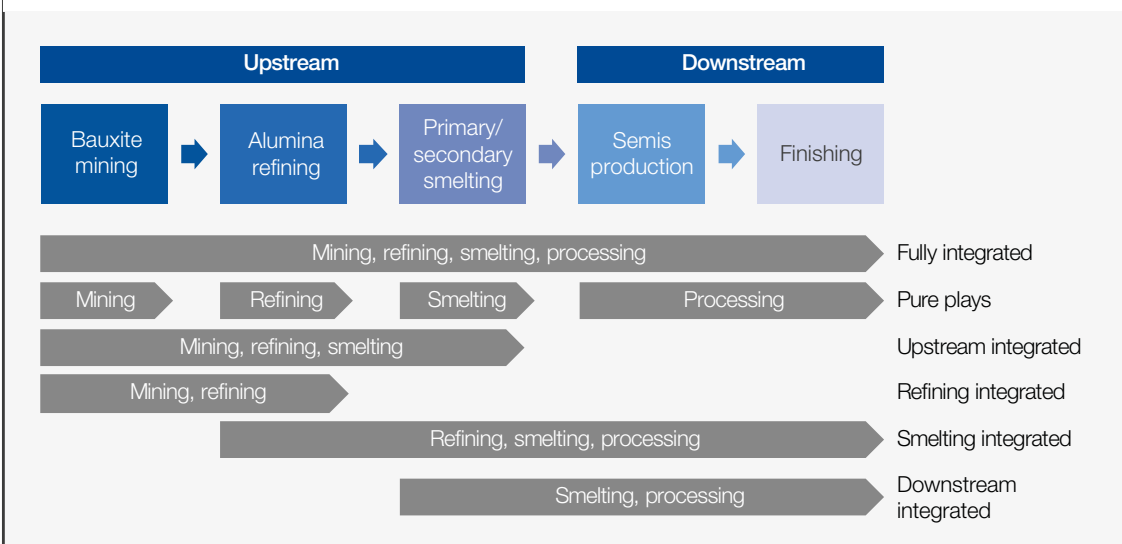 Upstream
Downstream
Bauxite
mining
Alumina
refining
Primary/
secondary
smelting
Semis
production
Finishing
Mining, refining, smelting, processing
Fully integrated
Mining
Refining
Smelting
Processing
Pure plays
Mining, refining, smelting
Upstream integrated
Mining, refining
Refining integrated
Refining, smelting, processing
Smelting integrated
Smelting, processing
Downstream
integrated